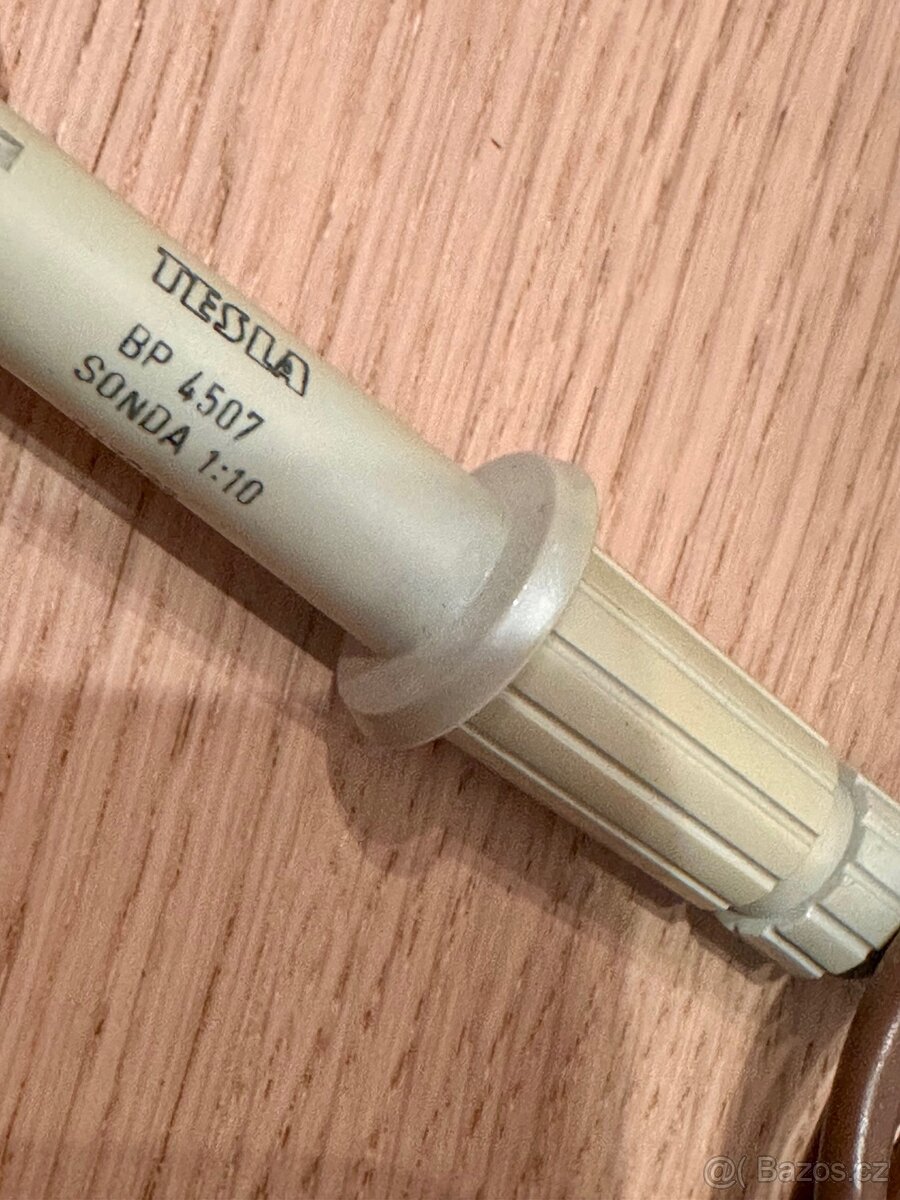 TESLA
BP 4507
SONDA 1:10
@( Bazos.cz